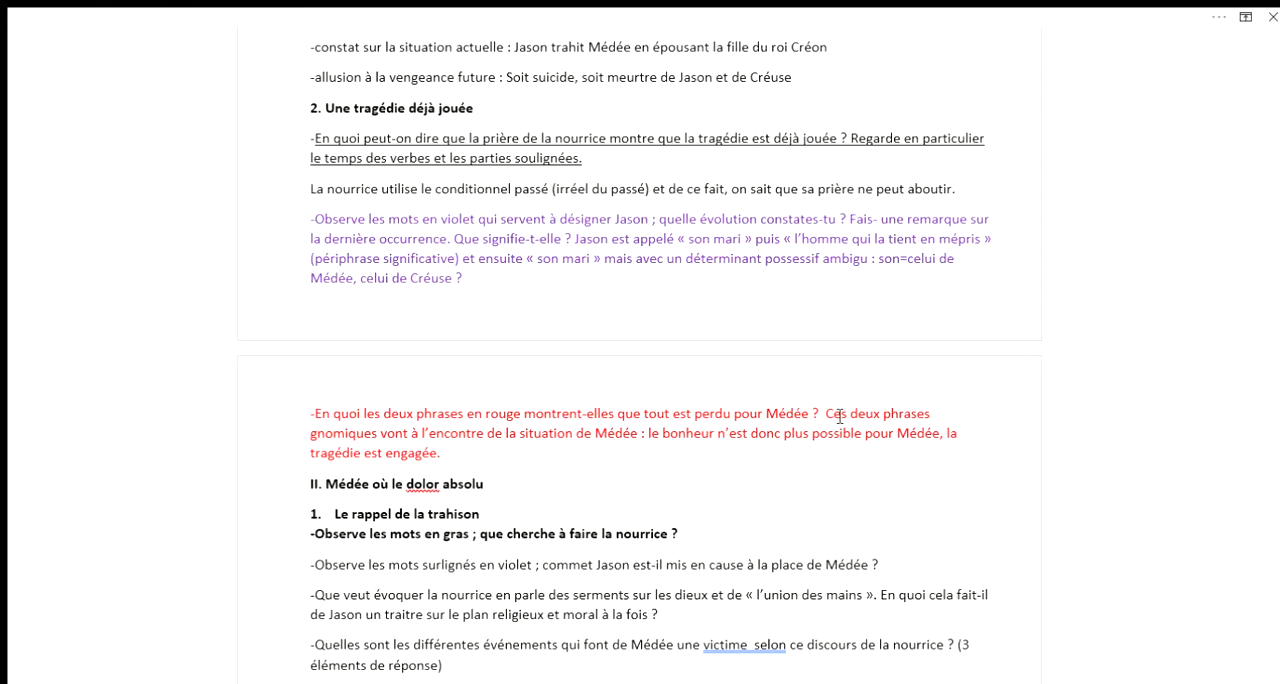 -constat sur la situation actuelle : Jason trahit Médée en épousant la fille du roi Créon
-allusion à la vengeance future : Soit suicide, soit meurtre de Jason et de Créuse
2. Une tragédie déjà jouée
-En quoi peut-on dire que la prière de la nourrice montre que la tragédie est déjà jouée ? Regarde en particulier
le temps des verbes et les parties soulignées.
La nourrice utilise le conditionnel passé (irréel du passé) et de ce fait, on sait que sa prière ne peut aboutir.
-Observe les mots en violet qui servent à désigner Jason ; quelle évolution constates-tu ? Fais- une remarque sur
la dernière occurrence. Que signifie-t-elle ? Jason est appelé « son mari » puis « l’homme qui la tient en mépris »
(périphrase significative) et ensuite « son mari » mais avec un déterminant possessif ambigu : son=celui de
Médée, celui de Créuse ?
-En quoi les deux phrases en rouge montrent-elles que tout est perdu pour Médée ?  Ces deux phrases
gnomiques vont à l’encontre de la situation de Médée : le bonheur n’est donc plus possible pour Médée, la
tragédie est engagée.
II. Médée où le dolor absolu
1. Le rappel de la trahison
-Observe les mots en gras ; que cherche à faire la nourrice ?
-Observe les mots surlignés en violet ; commet Jason est-il mis en cause à la place de Médée ?
-Que veut évoquer la nourrice en parle des serments sur les dieux et de « l’union des mains ». En quoi cela fait-il
de Jason un traitre sur le plan religieux et moral à la fois ?
-Quelles sont les différentes événements qui font de Médée une victime  selon ce discours de la nourrice ? (3
éléments de réponse)